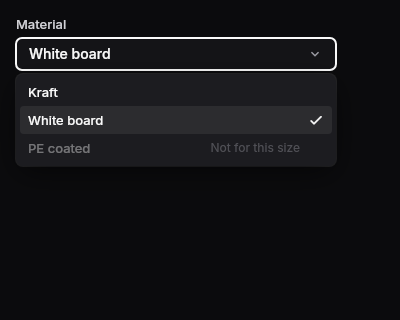 Material
White board
Kraft
White board
PE coated Not for this size